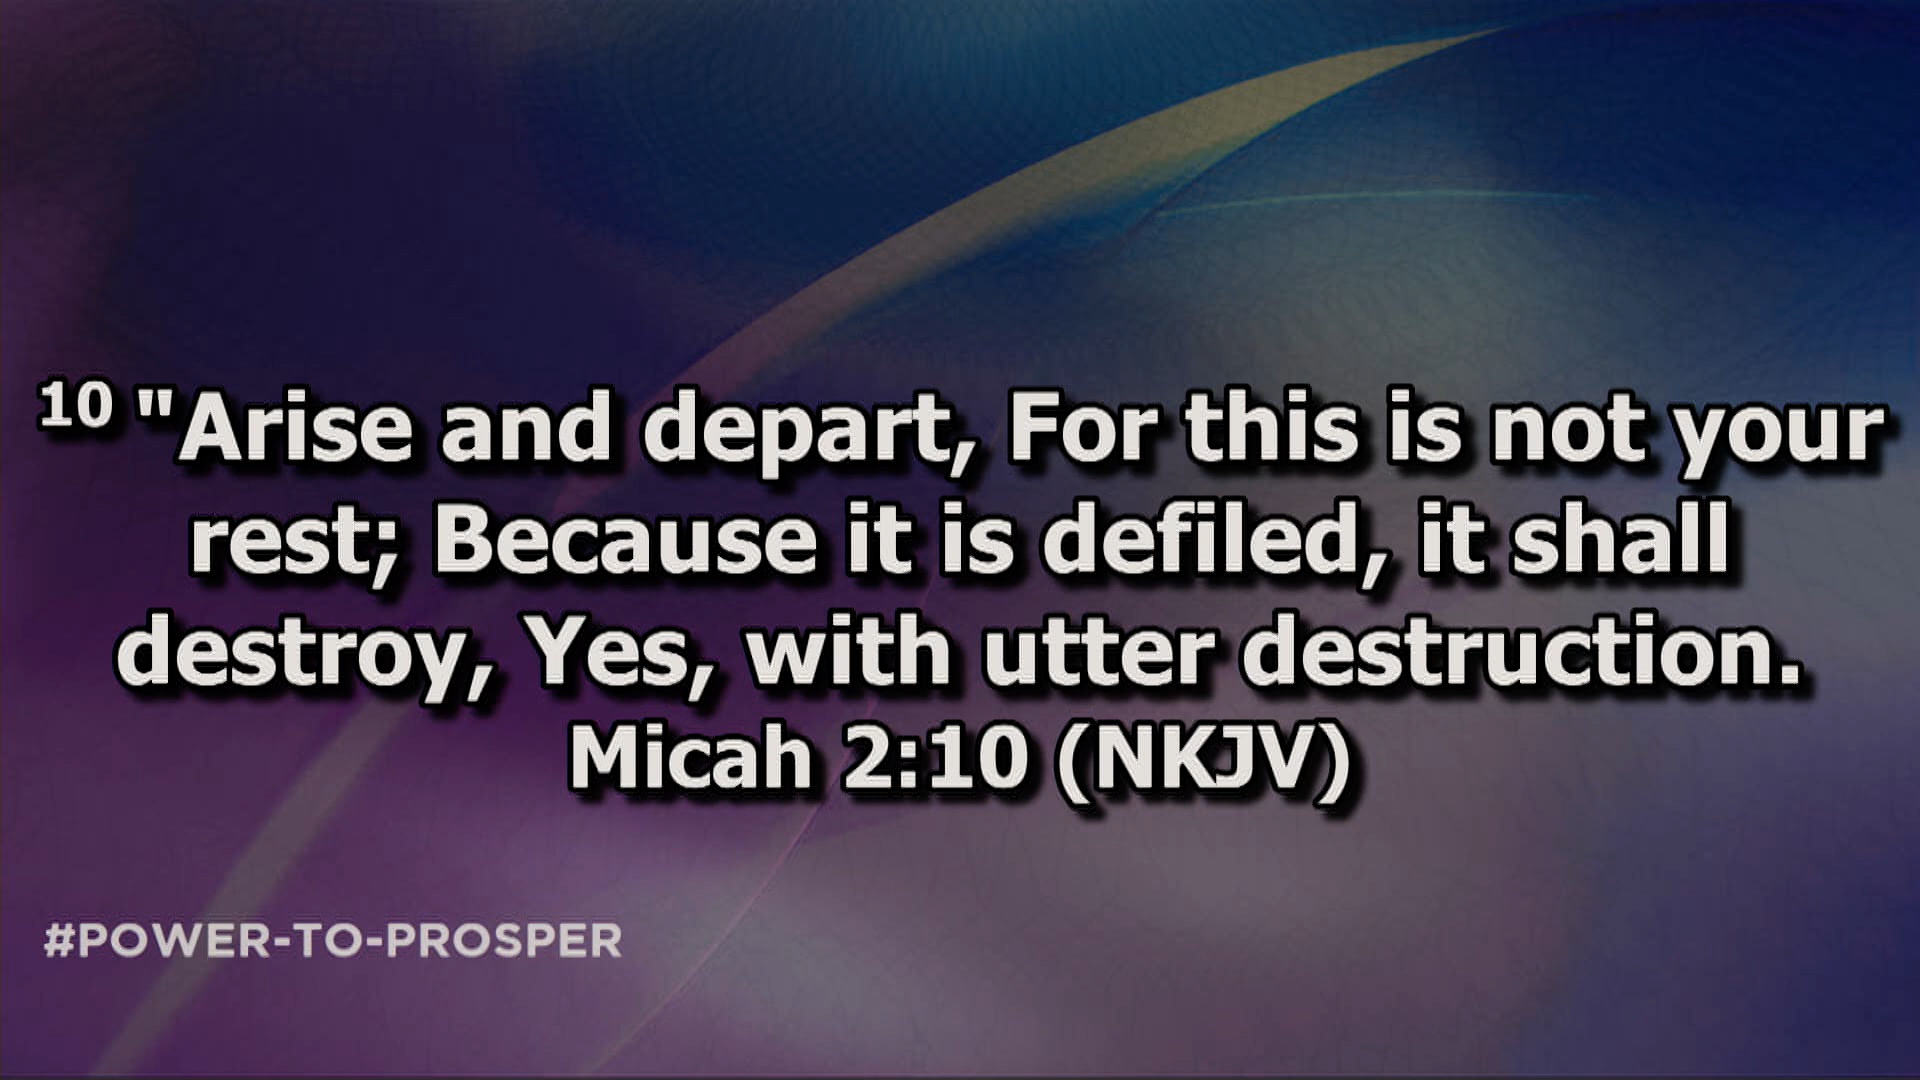 10 "Arise and depart, For this is not your
rest; Because it is defiled, it shall
destroy, Yes, with utter destruction.
Micah 2:10 (NKJV)
#POWER-TO-PROSPER